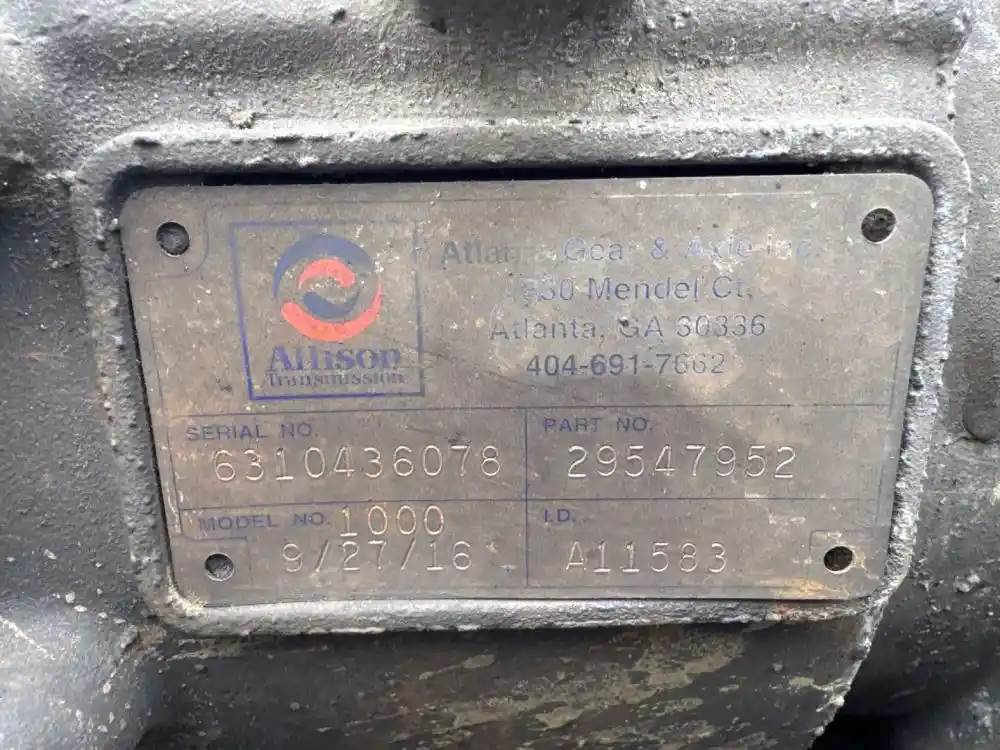 Atlanta Gear & Axle Inc.
Mendel Ct.
Atlanta, GA 30336
404-691-7662
Allison
Transmission
SERIAL NO.
6310436078
PART NO.
29547952
MODEL NO. 1000
9/27/16
I.D.
A11583